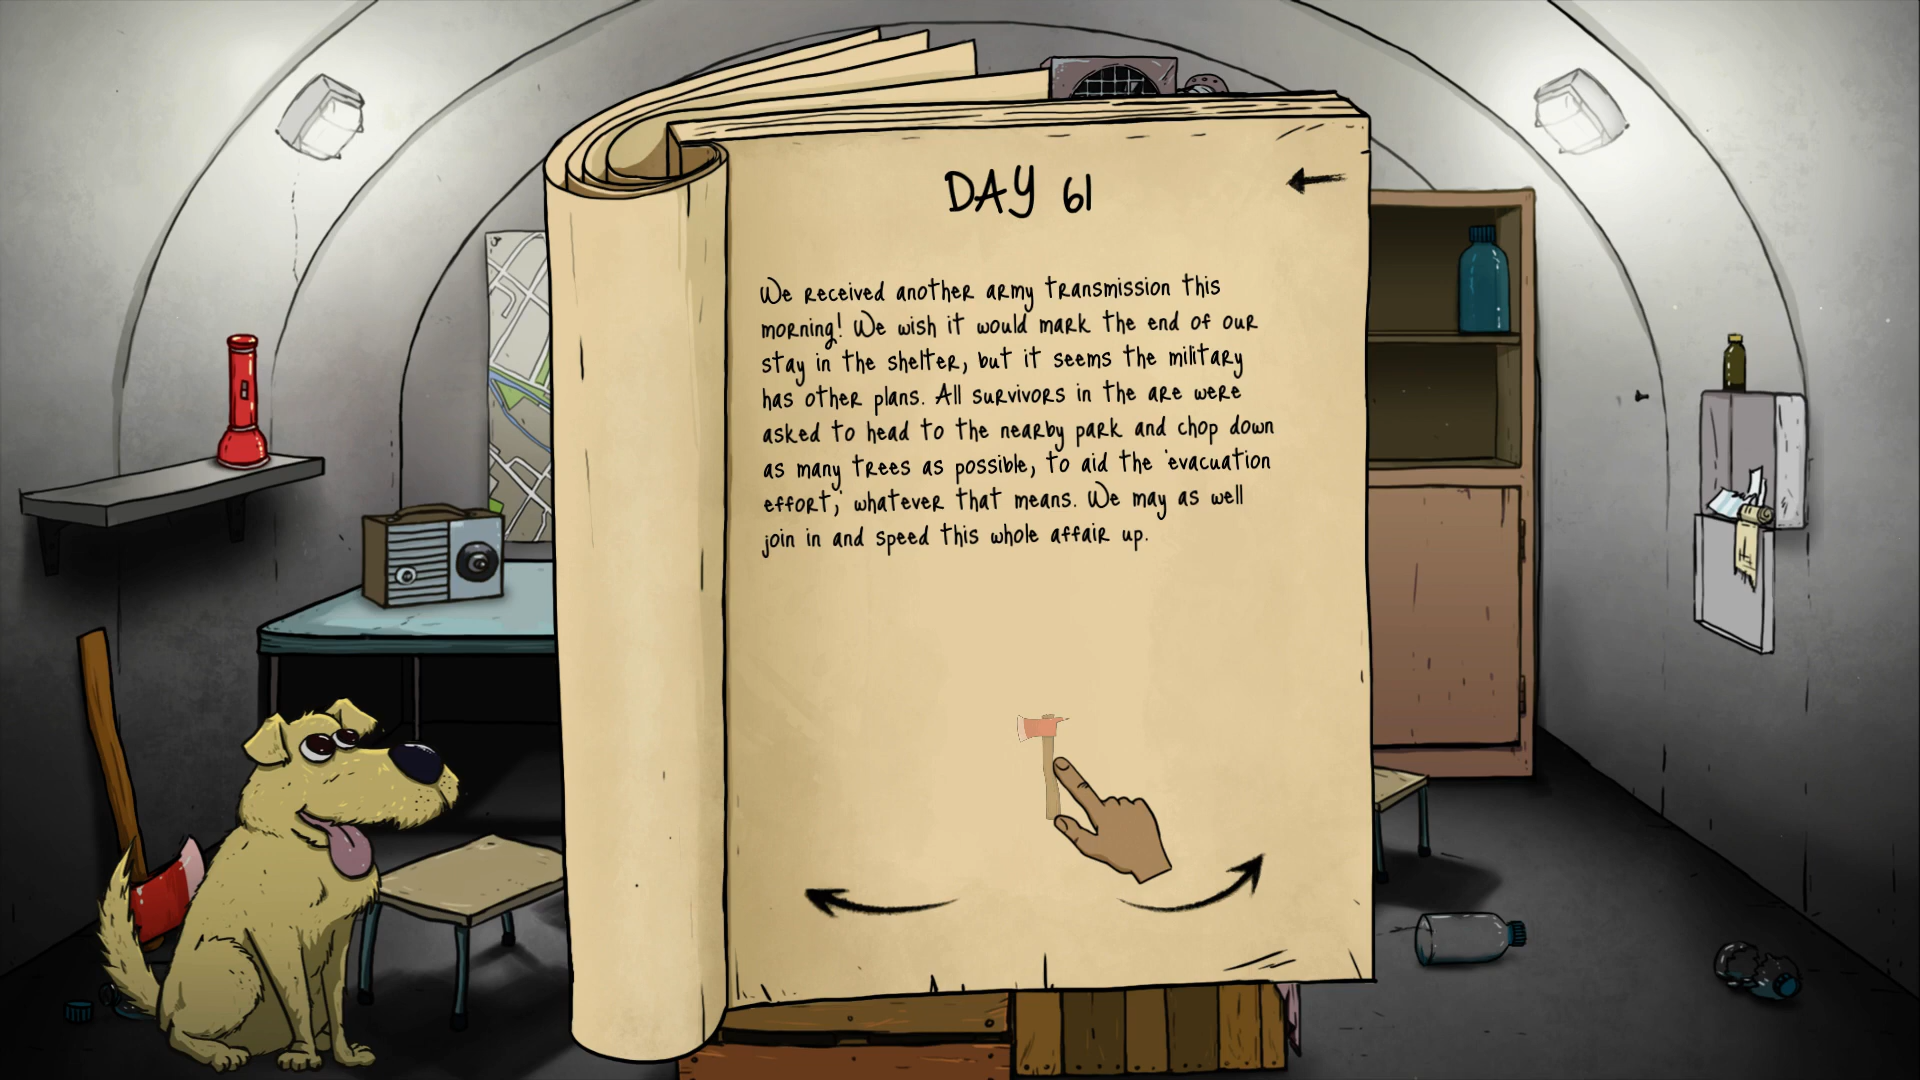 DAY 61
We received another army transmission this
morning! We wish it would mark the end of our
stay in the shelter, but it seems the military
has other plans. All survivors in the are were
asked to head to the nearby park and chop down
as many trees as possible, to aid the 'evacuation
effort,' whatever that means. We may as well
join in and speed this whole affair up.